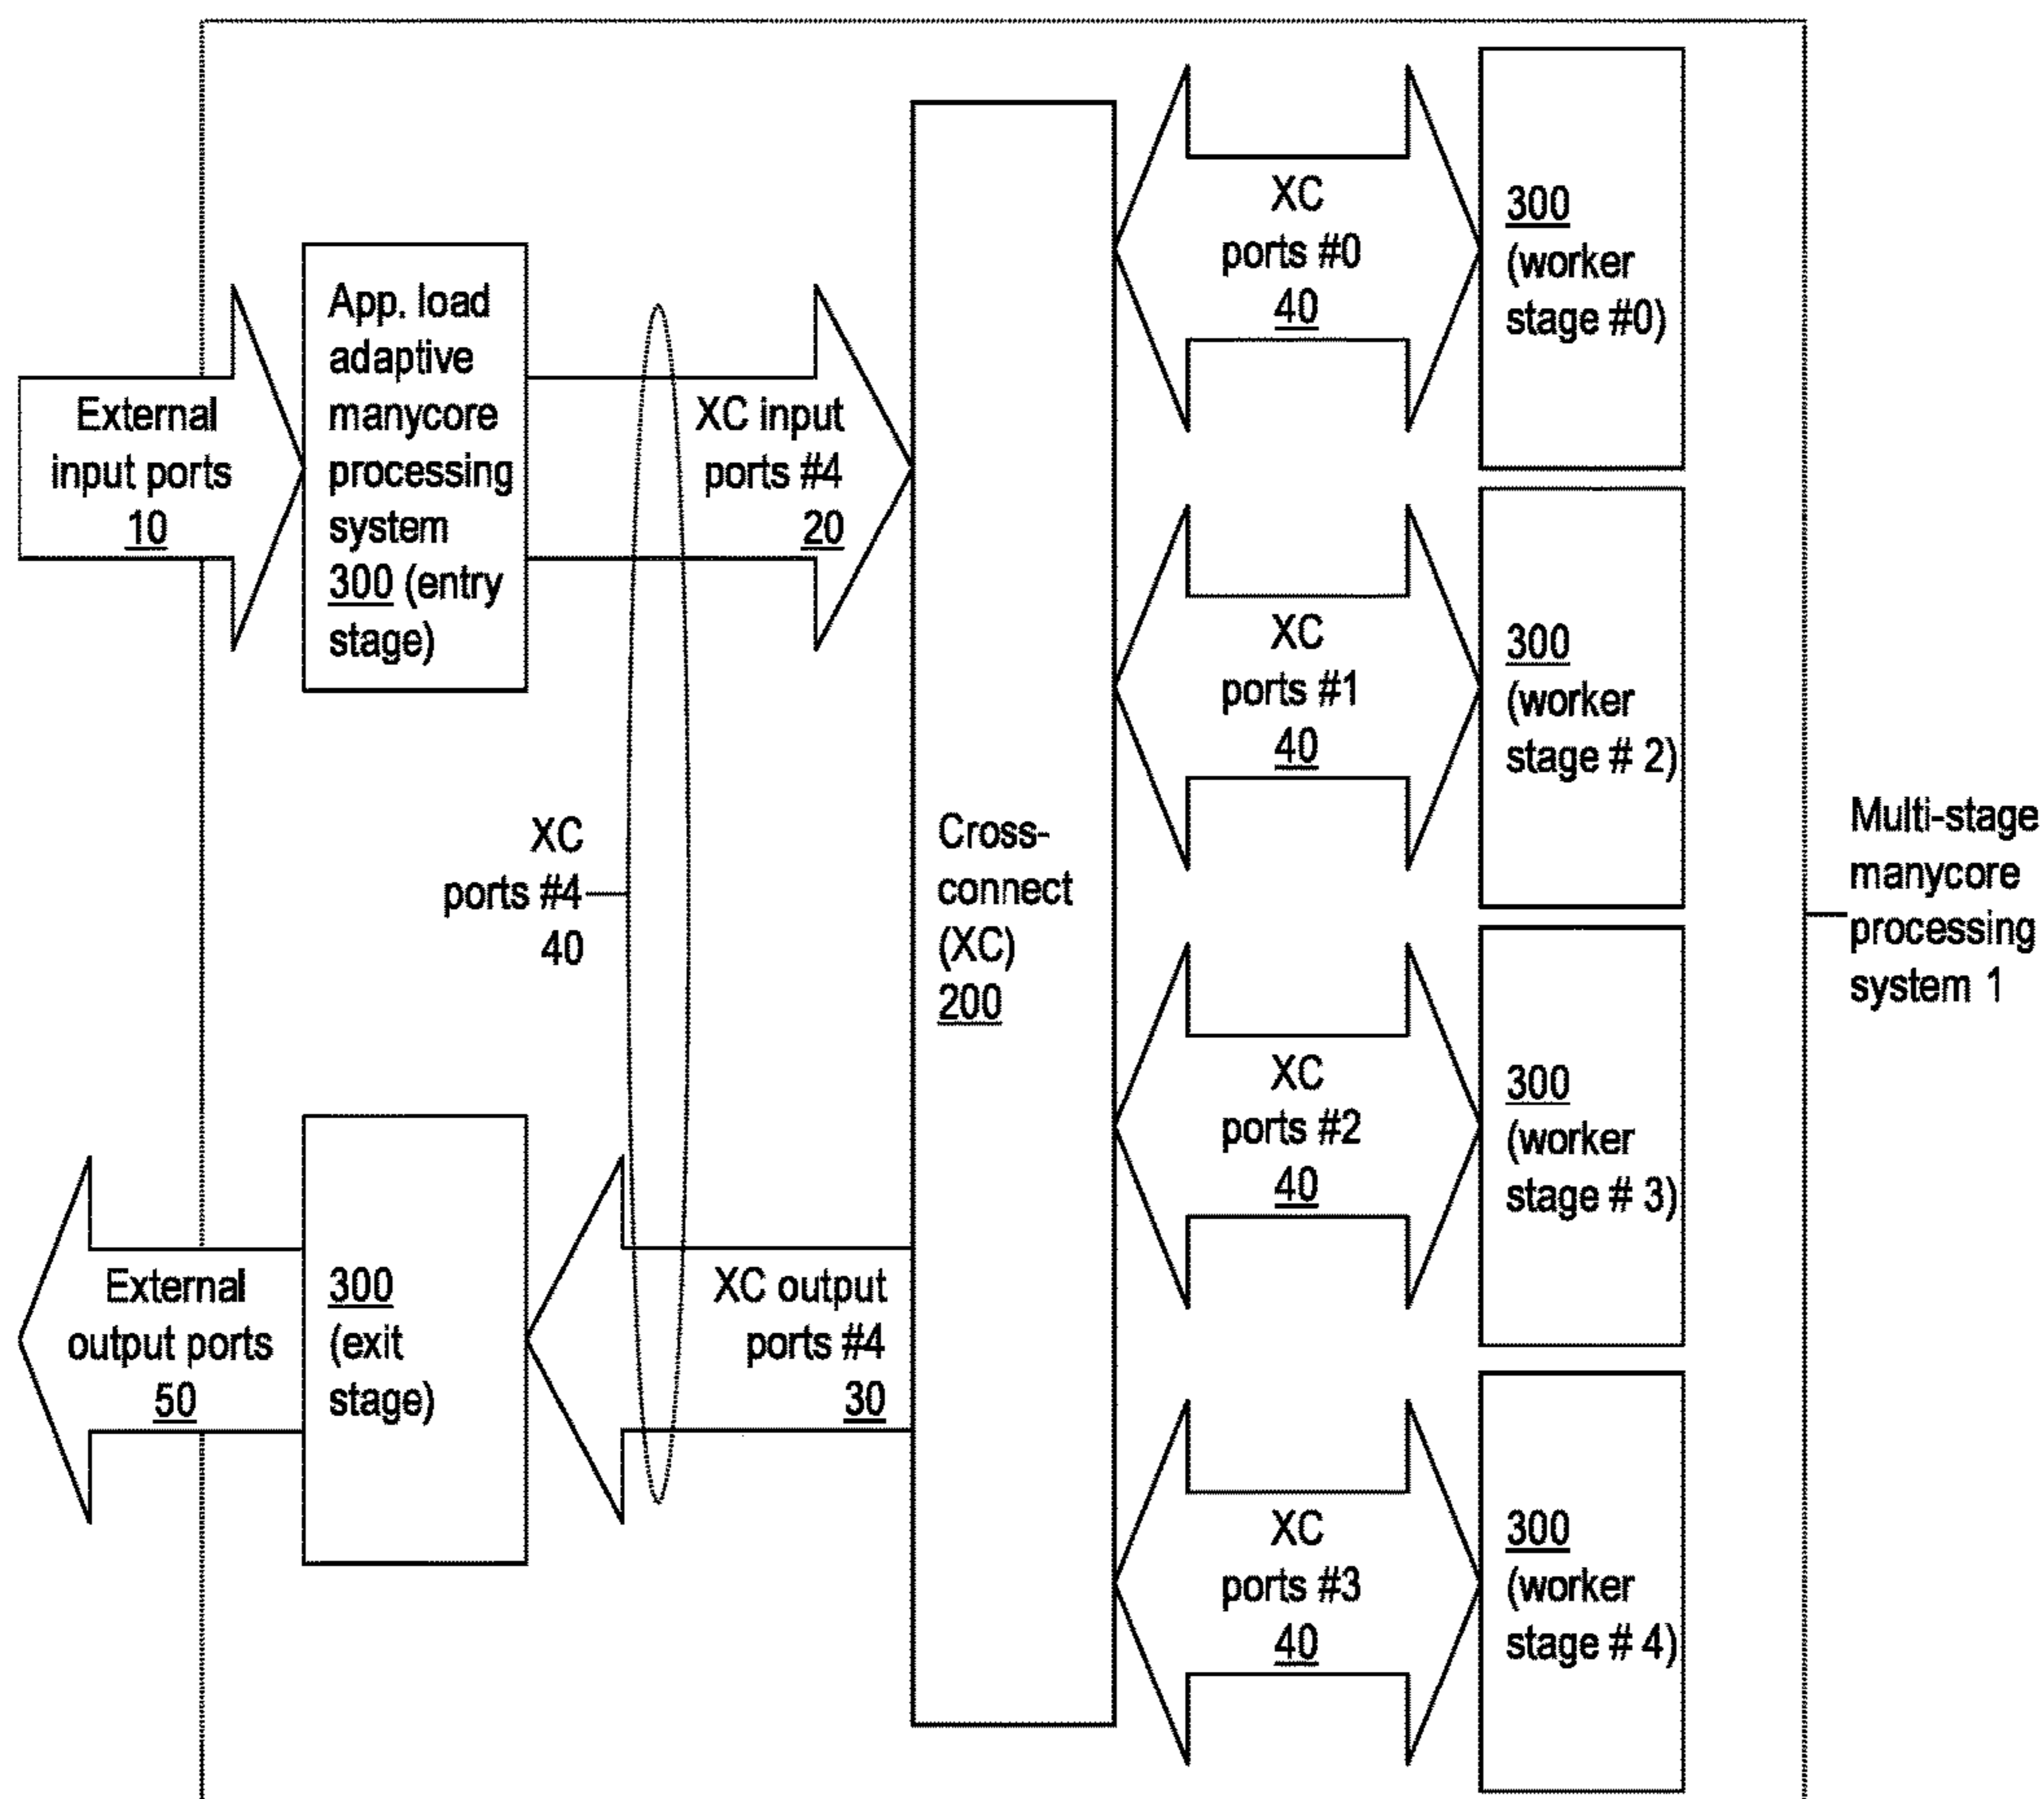 External
input ports
10
App. load
adaptive
manycore
processing
system
300 (entry
stage)
XC input
ports #4
20
XC
ports #4
40
External
output ports
50
300
(exit
stage)
XC output
ports #4
30
Cross-
connect
(XC)
200
XC
ports #0
40
300
(worker
stage #0)
XC
ports #1
40
300
(worker
stage # 2)
XC
ports #2
40
300
(worker
stage # 3)
XC
ports #3
40
300
(worker
stage # 4)
Multi-stage
manycore
processing
system 1